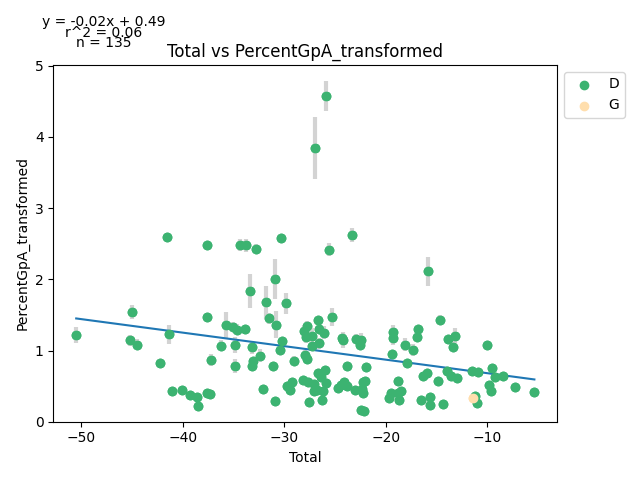 y = -0.02x + 0.49
r^2 = 0.06
n = 135
Total vs PercentGpA_transformed
D
G
PercentGpA_transformed
5
4
3
2
1
0
−50
−40
−30
−20
−10
Total